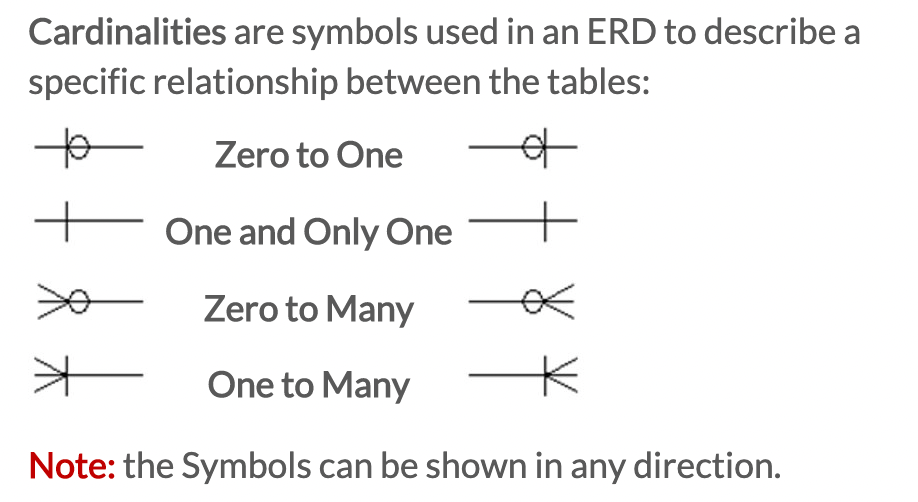 Cardinalities are symbols used in an ERD to describe a
specific relationship between the tables:
Zero to One
One and Only One
Zero to Many
One to Many
Note: the Symbols can be shown in any direction.